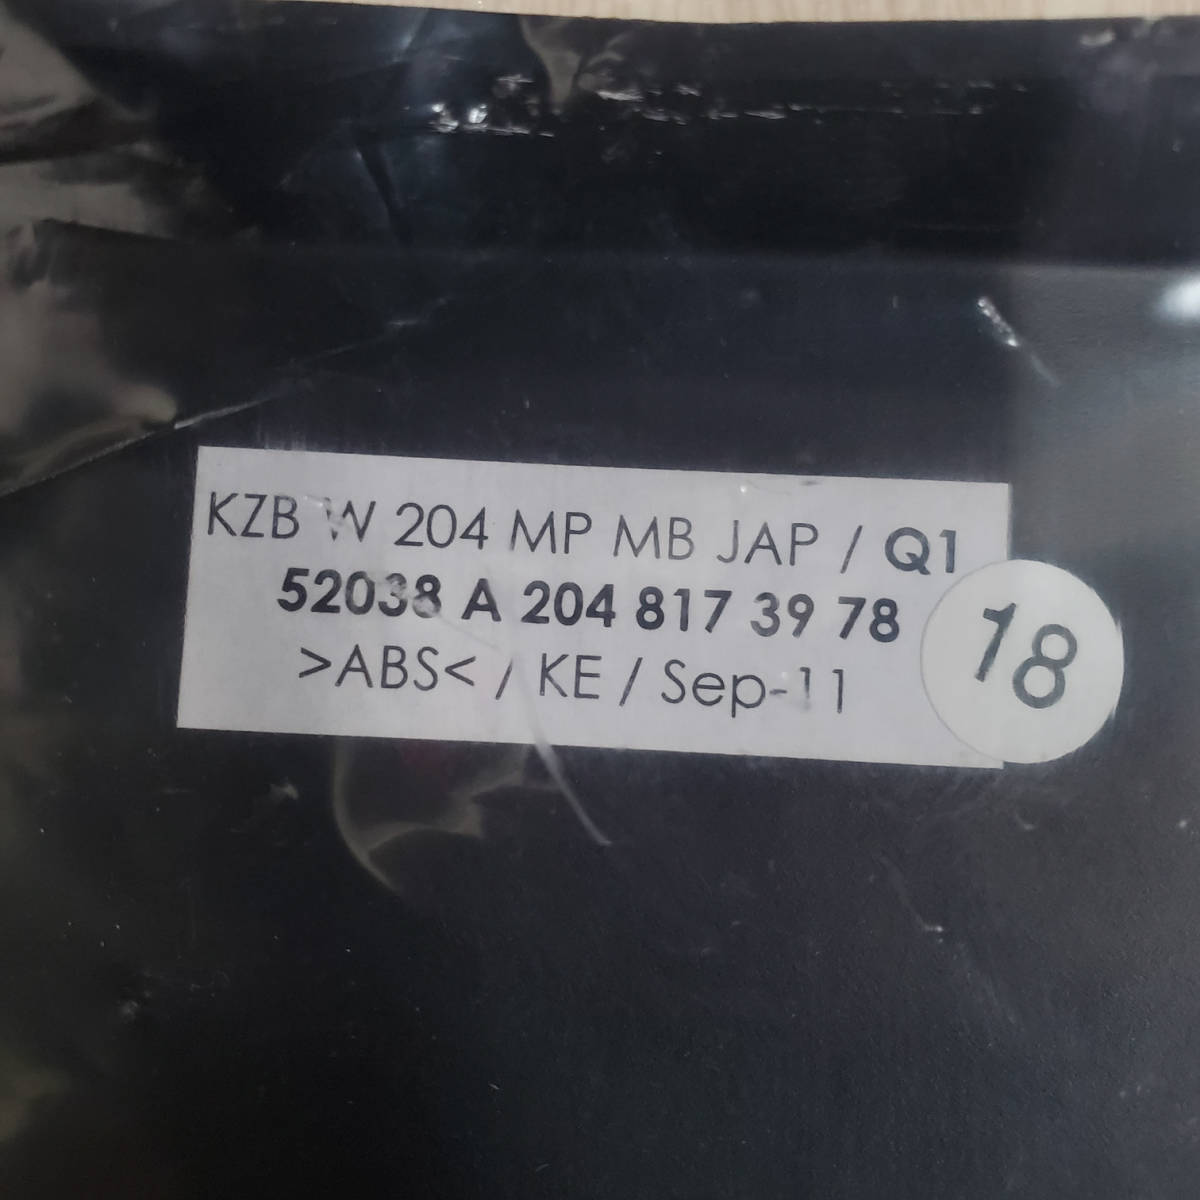 KZB W 204 MP MB JAP / Q1
52038 A 204 817 39 78
>ABS< / KE / Sep-11
18